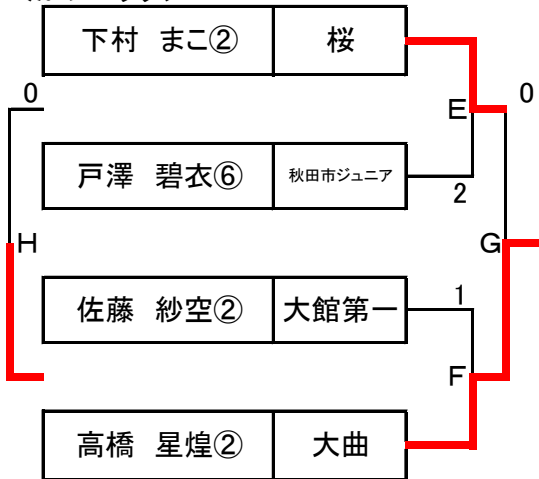 下村 まこ② 桜
0
0
E
戸澤 碧衣⑥ 秋田市ジュニア
2
H
G
佐藤 紗空② 大館第一
1
F
高橋 星煌② 大曲